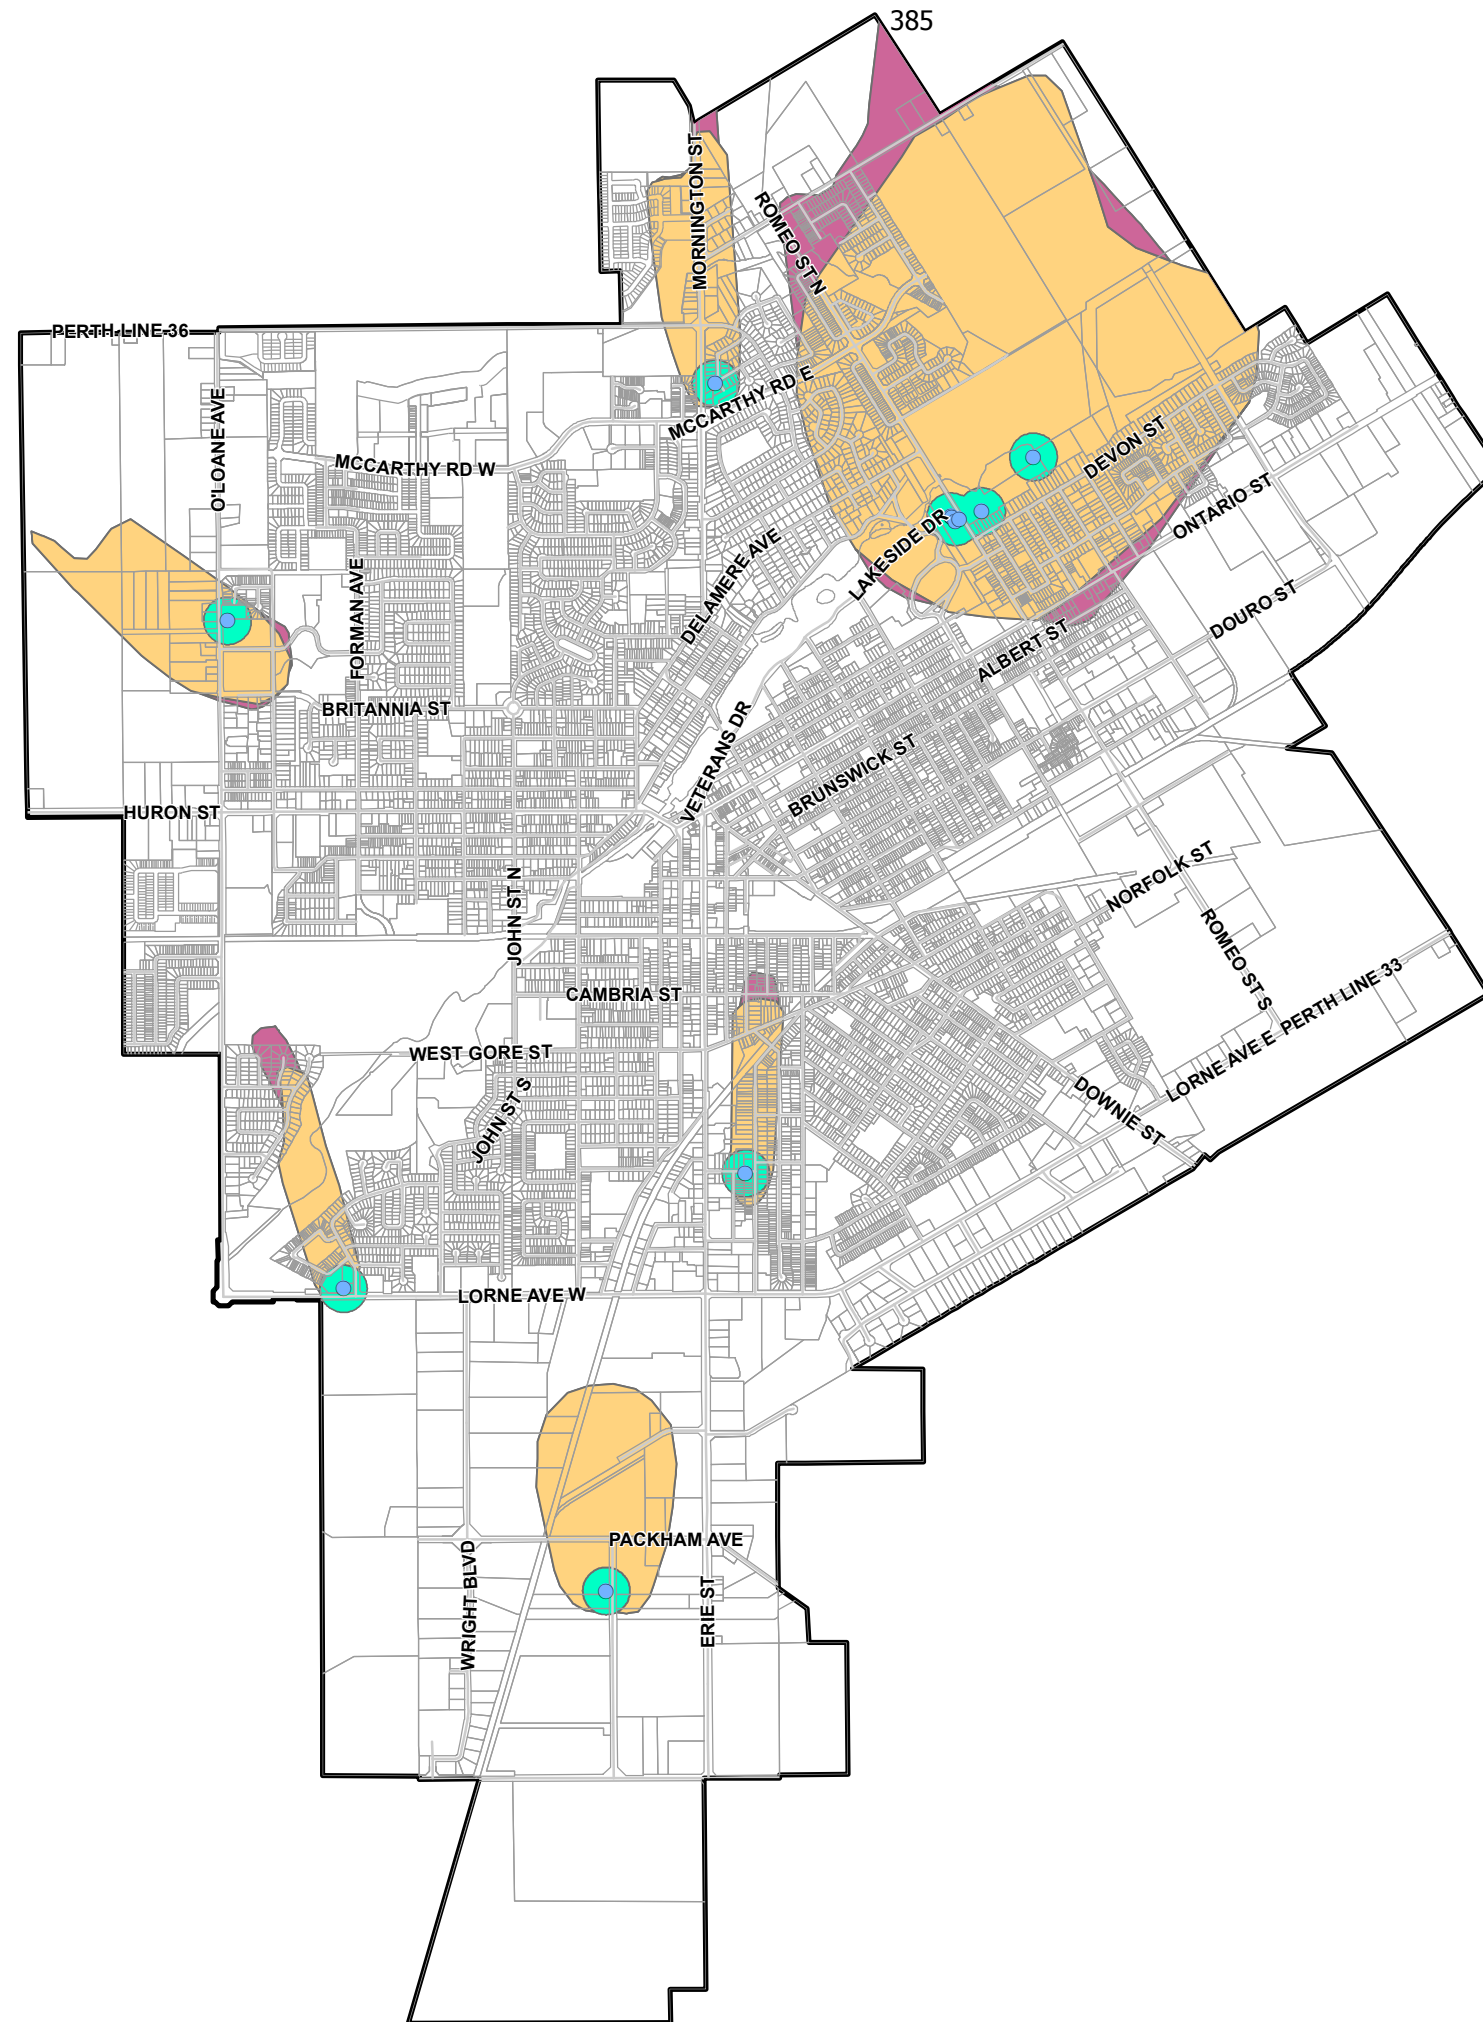 385
MORNINGTON ST
ROMEO ST N
PERTH LINE 36
O'LOANE AVE
MCCARTHY RD E
MCCARTHY RD W
DEVON ST
ONTARIO ST
LAKESIDE DR
DELAMERE AVE
FORMAN AVE
DOURO ST
ALBERT ST
BRITANNIA ST
VETERANS DR
BRUNSWICK ST
HURON ST
NORFOLK ST
JOHN ST N
ROMEO ST S
CAMBRIA ST
PERTH LINE 33
LORNE AVE E
WEST GORE ST
JOHN ST S
DOWNIE ST
LORNE AVE W
PACKHAM AVE
WRIGHT BLVD
ERIE ST